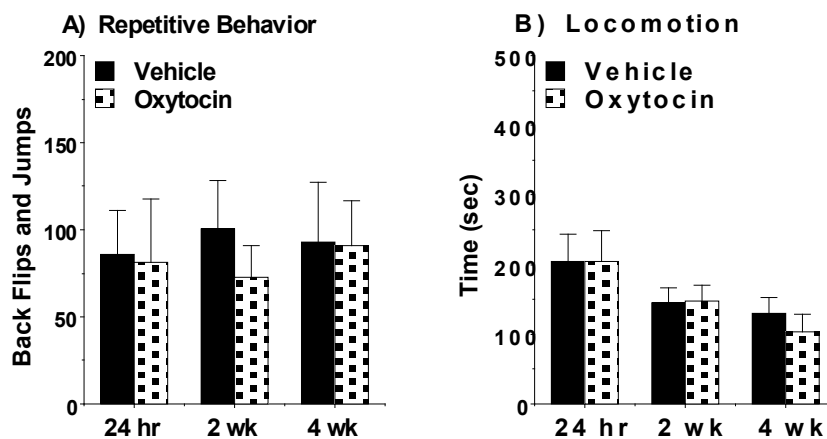 A) Repetitive Behavior
200
150
100
50
0
Back Flips and Jumps
Vehicle
Oxytocin
24 hr 2 wk 4 wk
B) Locomotion
500
400
300
200
100
0
Time (sec)
Vehicle
Oxytocin
24 hr 2 wk 4 wk